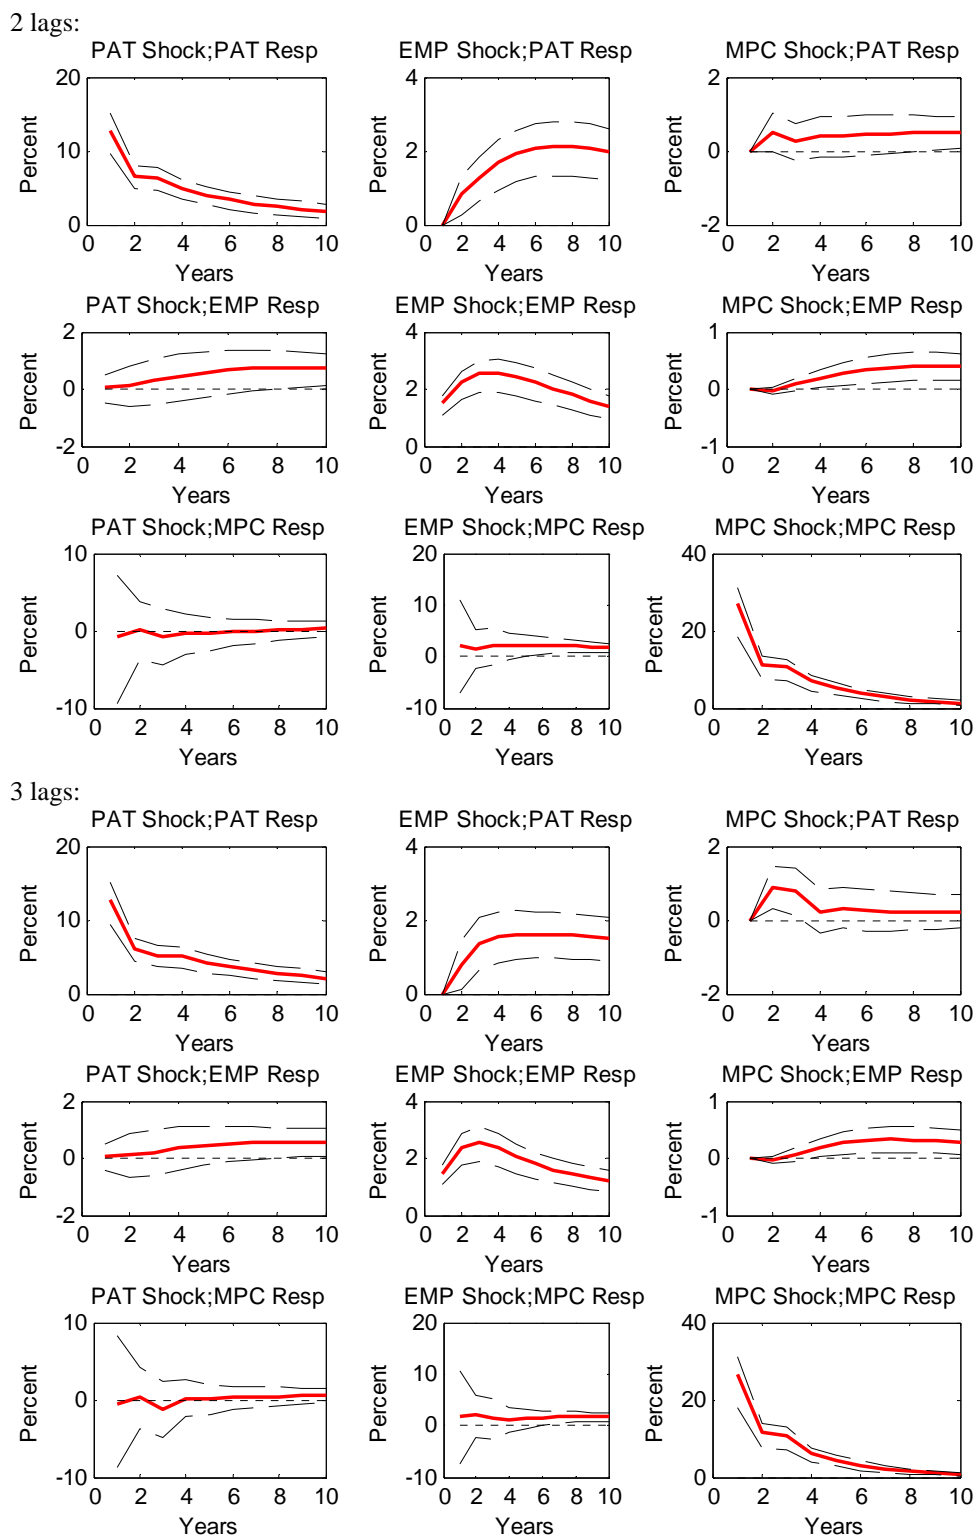 2 lags:
PAT Shock;PAT Resp EMP Shock;PAT Resp MPC Shock;PAT Resp
20 4 2
Percent Percent Percent
10 2 0
0 0 -2
0 2 4 6 8 10 0 2 4 6 8 10 0 2 4 6 8 10
Years Years Years
PAT Shock;EMP Resp EMP Shock;EMP Resp MPC Shock;EMP Resp
2 4 1
Percent Percent Percent
0 2 0
-2 0 -1
0 2 4 6 8 10 0 2 4 6 8 10 0 2 4 6 8 10
Years Years Years
PAT Shock;MPC Resp EMP Shock;MPC Resp MPC Shock;MPC Resp
10 20 40
Percent Percent Percent
10
0 0 20
-10 -10 0
0 2 4 6 8 10 0 2 4 6 8 10 0 2 4 6 8 10
Years Years Years
3 lags:
PAT Shock;PAT Resp EMP Shock;PAT Resp MPC Shock;PAT Resp
20 4 2
Percent Percent Percent
10 2 0
0 0 -2
0 2 4 6 8 10 0 2 4 6 8 10 0 2 4 6 8 10
Years Years Years
PAT Shock;EMP Resp EMP Shock;EMP Resp MPC Shock;EMP Resp
2 4 1
Percent Percent Percent
0 2 0
-2 0 -1
0 2 4 6 8 10 0 2 4 6 8 10 0 2 4 6 8 10
Years Years Years
PAT Shock;MPC Resp EMP Shock;MPC Resp MPC Shock;MPC Resp
10 20 40
Percent Percent Percent
10
0 0 20
-10 -10 0
0 2 4 6 8 10 0 2 4 6 8 10 0 2 4 6 8 10
Years Years Years